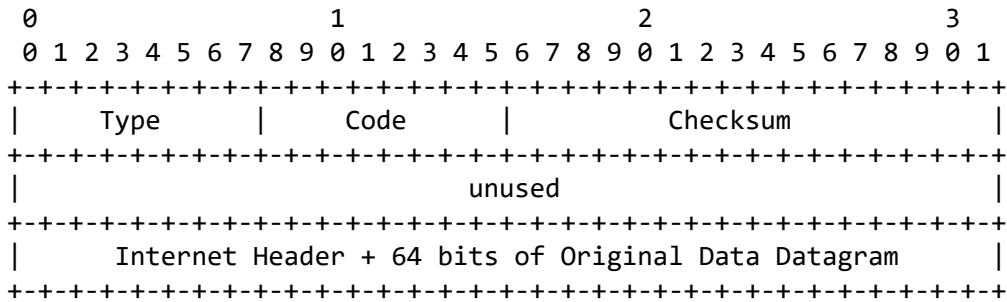 0                   1                   2                   3
 0 1 2 3 4 5 6 7 8 9 0 1 2 3 4 5 6 7 8 9 0 1 2 3 4 5 6 7 8 9 0 1
+-+-+-+-+-+-+-+-+-+-+-+-+-+-+-+-+-+-+-+-+-+-+-+-+-+-+-+-+-+-+-+-+
|     Type      |     Code      |          Checksum             |
+-+-+-+-+-+-+-+-+-+-+-+-+-+-+-+-+-+-+-+-+-+-+-+-+-+-+-+-+-+-+-+-+
|                             unused                            |
+-+-+-+-+-+-+-+-+-+-+-+-+-+-+-+-+-+-+-+-+-+-+-+-+-+-+-+-+-+-+-+-+
|      Internet Header + 64 bits of Original Data Datagram      |
+-+-+-+-+-+-+-+-+-+-+-+-+-+-+-+-+-+-+-+-+-+-+-+-+-+-+-+-+-+-+-+-+